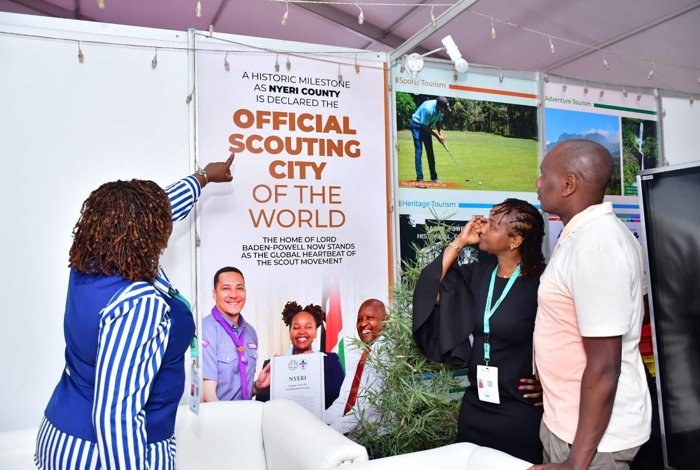 A HISTORIC MILESTONE
AS NYERI COUNTY
IS DECLARED THE
OFFICIAL
SCOUTING
CITY
OF THE
WORLD
THE HOME OF LORD
BADEN-POWELL NOW STANDS
AS THE GLOBAL HEARTBEAT OF
THE SCOUT MOVEMENT
NYERI
Sports Tourism
Adventure Tourism
Heritage Tourism